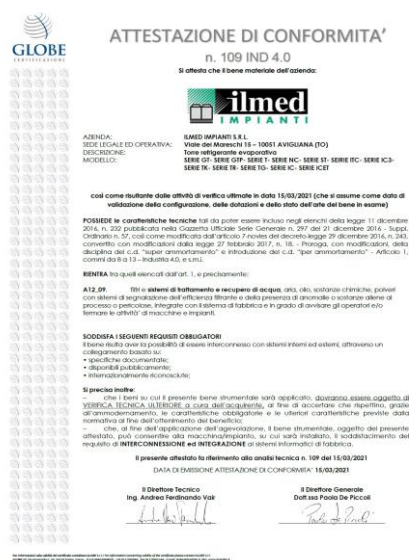 GLOBE
CERTIFICAZIONI
ATTESTAZIONE DI CONFORMITA'
n. 109 IND 4.0
Si attesta che il bene materiale dell'azienda:
ilmed
IMPIANTI
AZIENDA: ILMED IMPIANTI S.R.L.
SEDE LEGALE ED OPERATIVA: Viale dei Mareschi 15 – 10051 AVIGLIANA (TO)
DESCRIZIONE: Torre refrigerante evaporativa
MODELLO: SERIE GT- SERIE GTP- SERIE T- SERIE NC- SERIE ST- SERIE ITC- SERIE IC3-
SERIE TK- SERIE TR- SERIE TG- SERIE IC- SERIE ICET
così come risultante dalle attività di verifica ultimate in data 15/03/2021 (che si assume come data di
validazione della configurazione, delle dotazioni e dello stato dell'arte del bene in esame)
POSSIEDE le caratteristiche tecniche tali da poter essere incluso negli elenchi della legge 11 dicembre
2016, n. 232 pubblicata nella Gazzetta Ufficiale Serie Generale n. 297 del 21 dicembre 2016 - Suppl.
Ordinario n. 57, così come modificata dall'articolo 7-novies del decreto-legge 29 dicembre 2016, n. 243,
convertito con modificazioni dalla legge 27 febbraio 2017, n. 18. - Proroga, con modificazioni, della
disciplina del c.d. "super ammortamento" e introduzione del c.d. "iper ammortamento" - Articolo 1,
commi da 8 a 13 – Industria 4.0, e s.m.i.
RIENTRA tra quelli elencati dall'art. 1, e precisamente:
A12_09. filtri e sistemi di trattamento e recupero di acqua, aria, olio, sostanze chimiche, polveri
con sistemi di segnalazione dell'efficienza filtrante e della presenza di anomalie o sostanze aliene al
processo o pericolose, integrate con il sistema di fabbrica e in grado di avvisare gli operatori e/o
fermare le attività di macchine e impianti.
SODDISFA I SEGUENTI REQUISITI OBBLIGATORI
Il bene risulta aver la possibilità di essere interconnesso con sistemi interni ed esterni, attraverso un
collegamento basato su:
• specifiche documentate;
• disponibili pubblicamente;
• internazionalmente riconosciute;
Si precisa inoltre:
– che i beni su cui il presente bene strumentale sarà applicato, dovranno essere oggetto di
VERIFICA TECNICA ULTERIORE a cura dell'acquirente, al fine di accertare che rispettino, grazie
all'ammodernamento, le caratteristiche obbligatorie e le ulteriori caratteristiche previste dalla
normativa al fine dell'ottenimento del beneficio;
– che, al fine dell'applicazione dell'agevolazione, il bene strumentale, oggetto del presente
attestato, può consentire alla macchina/impianto, su cui sarà installato, il soddisfacimento del
requisito di INTERCONNESSIONE ed INTEGRAZIONE al sistemi informatici di fabbrica.
Il presente attestato fa riferimento alla analisi tecnica n. 109 del 15/03/2021
DATA DI EMISSIONE ATTESTAZIONE DI CONFORMITA' 15/03/2021
Il Direttore Tecnico Il Direttore Generale
Ing. Andrea Ferdinando Vair Dott.ssa Paola De Piccoli